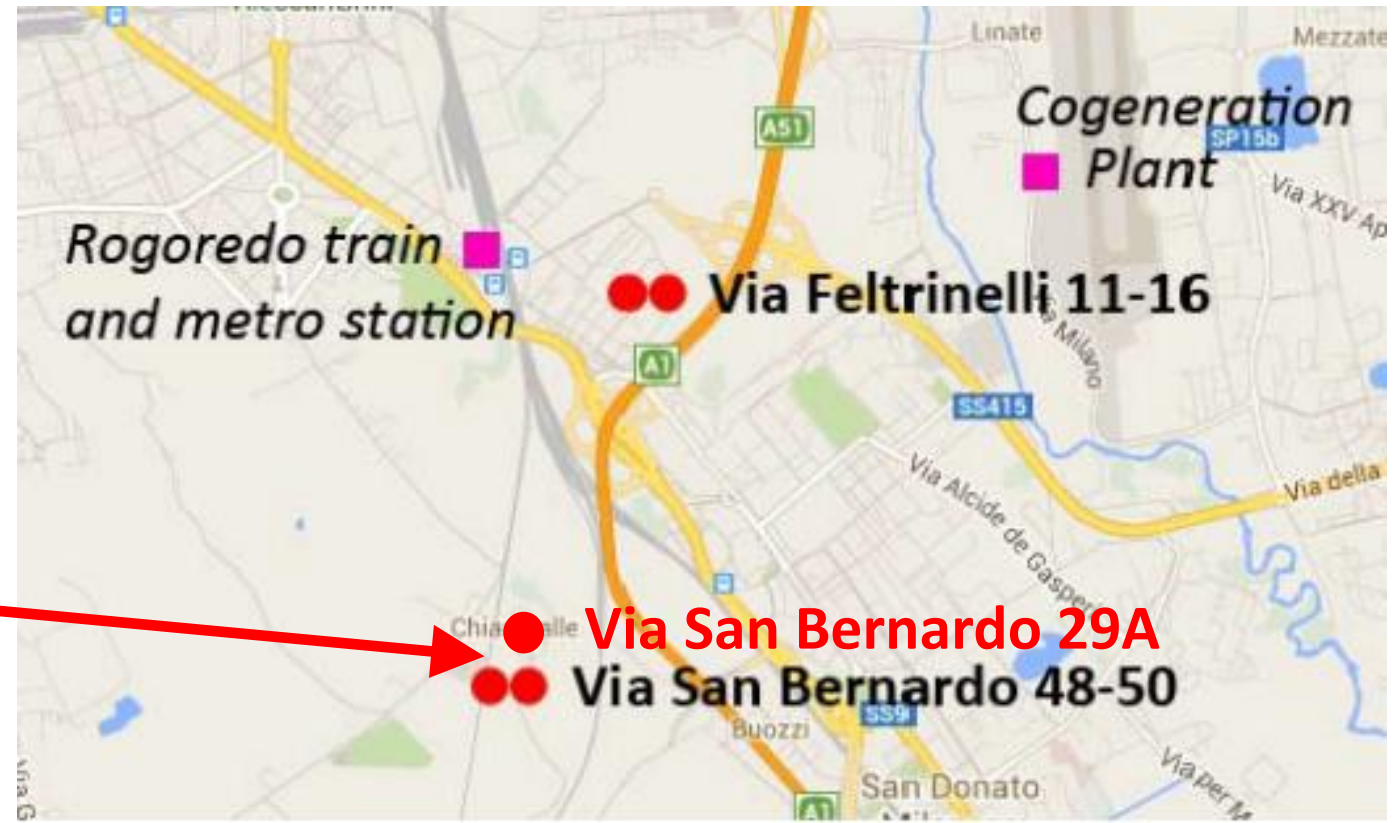 Linate
Mezzate
A51
Cogeneration
Plant
SP15b
Via XXV Ap
Rogoredo train
and metro station
Via Feltrinelli 11-16
Milano
A1
SS415
Via della
Via Alcide de Gasperi
Via San Bernardo 29A
Via San Bernardo 48-50
SS9
Buozzi
San Donato
Via per M
Via G
A1